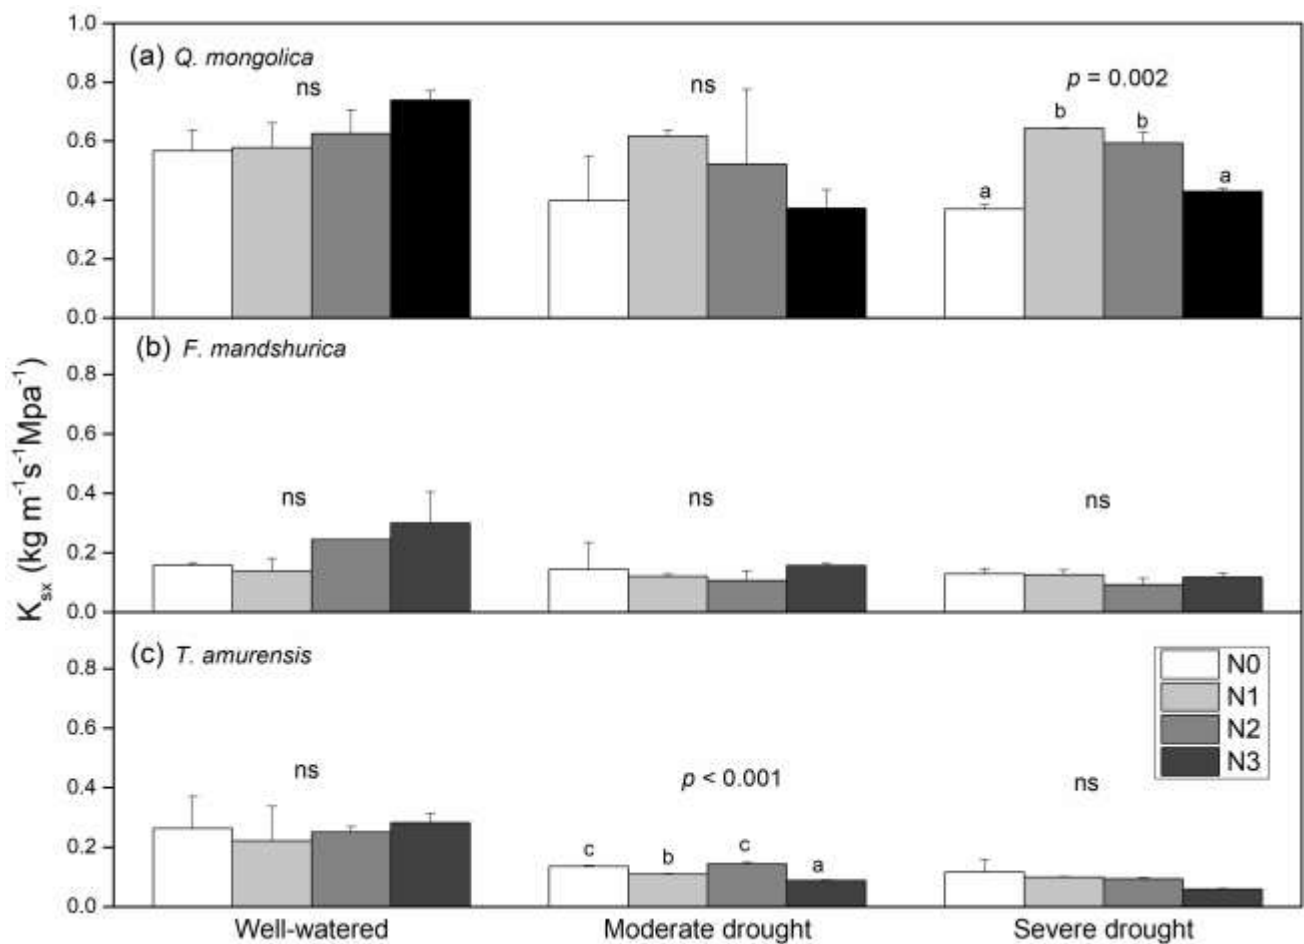 K_sx (kg m⁻¹s⁻¹Mpa⁻¹)
(a) Q. mongolica
1.0
0.8
0.6
0.4
0.2
0.0
ns
ns
p = 0.002
a
b
b
a
(b) F. mandshurica
0.8
0.6
0.4
0.2
0.0
ns
ns
ns
(c) T. amurensis
0.8
0.6
0.4
0.2
0.0
ns
p < 0.001
c
b
c
a
ns
N0
N1
N2
N3
Well-watered
Moderate drought
Severe drought